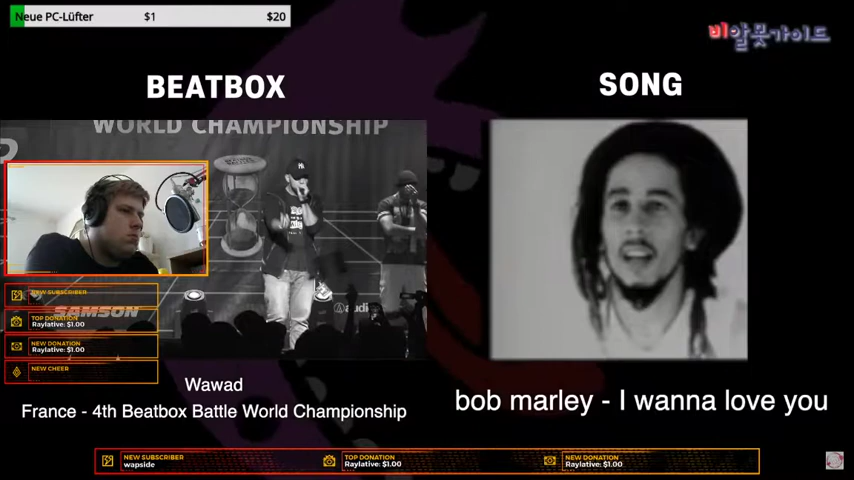 Neue PC-Lüfter $1 $20
비알못가이드
BEATBOX
SONG
WORLD CHAMPIONSHIP
NEW SUBSCRIBER
SAMSON
TOP DONATION
Raylative: $1.00
NEW DONATION
Raylative: $1.00
NEW CHEER
audio
Wawad
France - 4th Beatbox Battle World Championship
bob marley - I wanna love you
NEW SUBSCRIBER
wapside
TOP DONATION
Raylative: $1.00
NEW DONATION
Raylative: $1.00